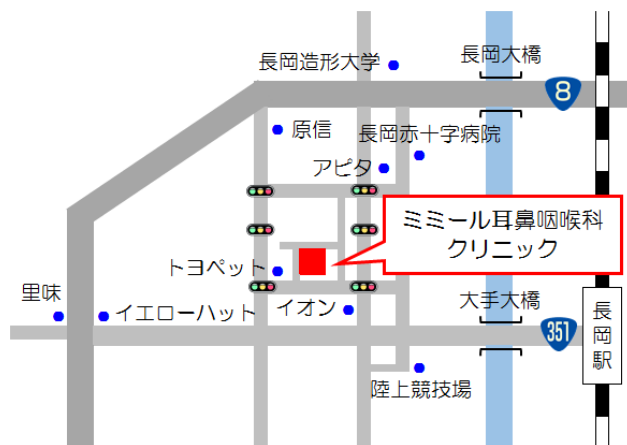 長岡造形大学
長岡大橋
8
原信
長岡赤十字病院
アピタ
ミミール耳鼻咽喉科
クリニック
トヨペット
里味
イエローハット
イオン
大手大橋
351
長岡駅
陸上競技場